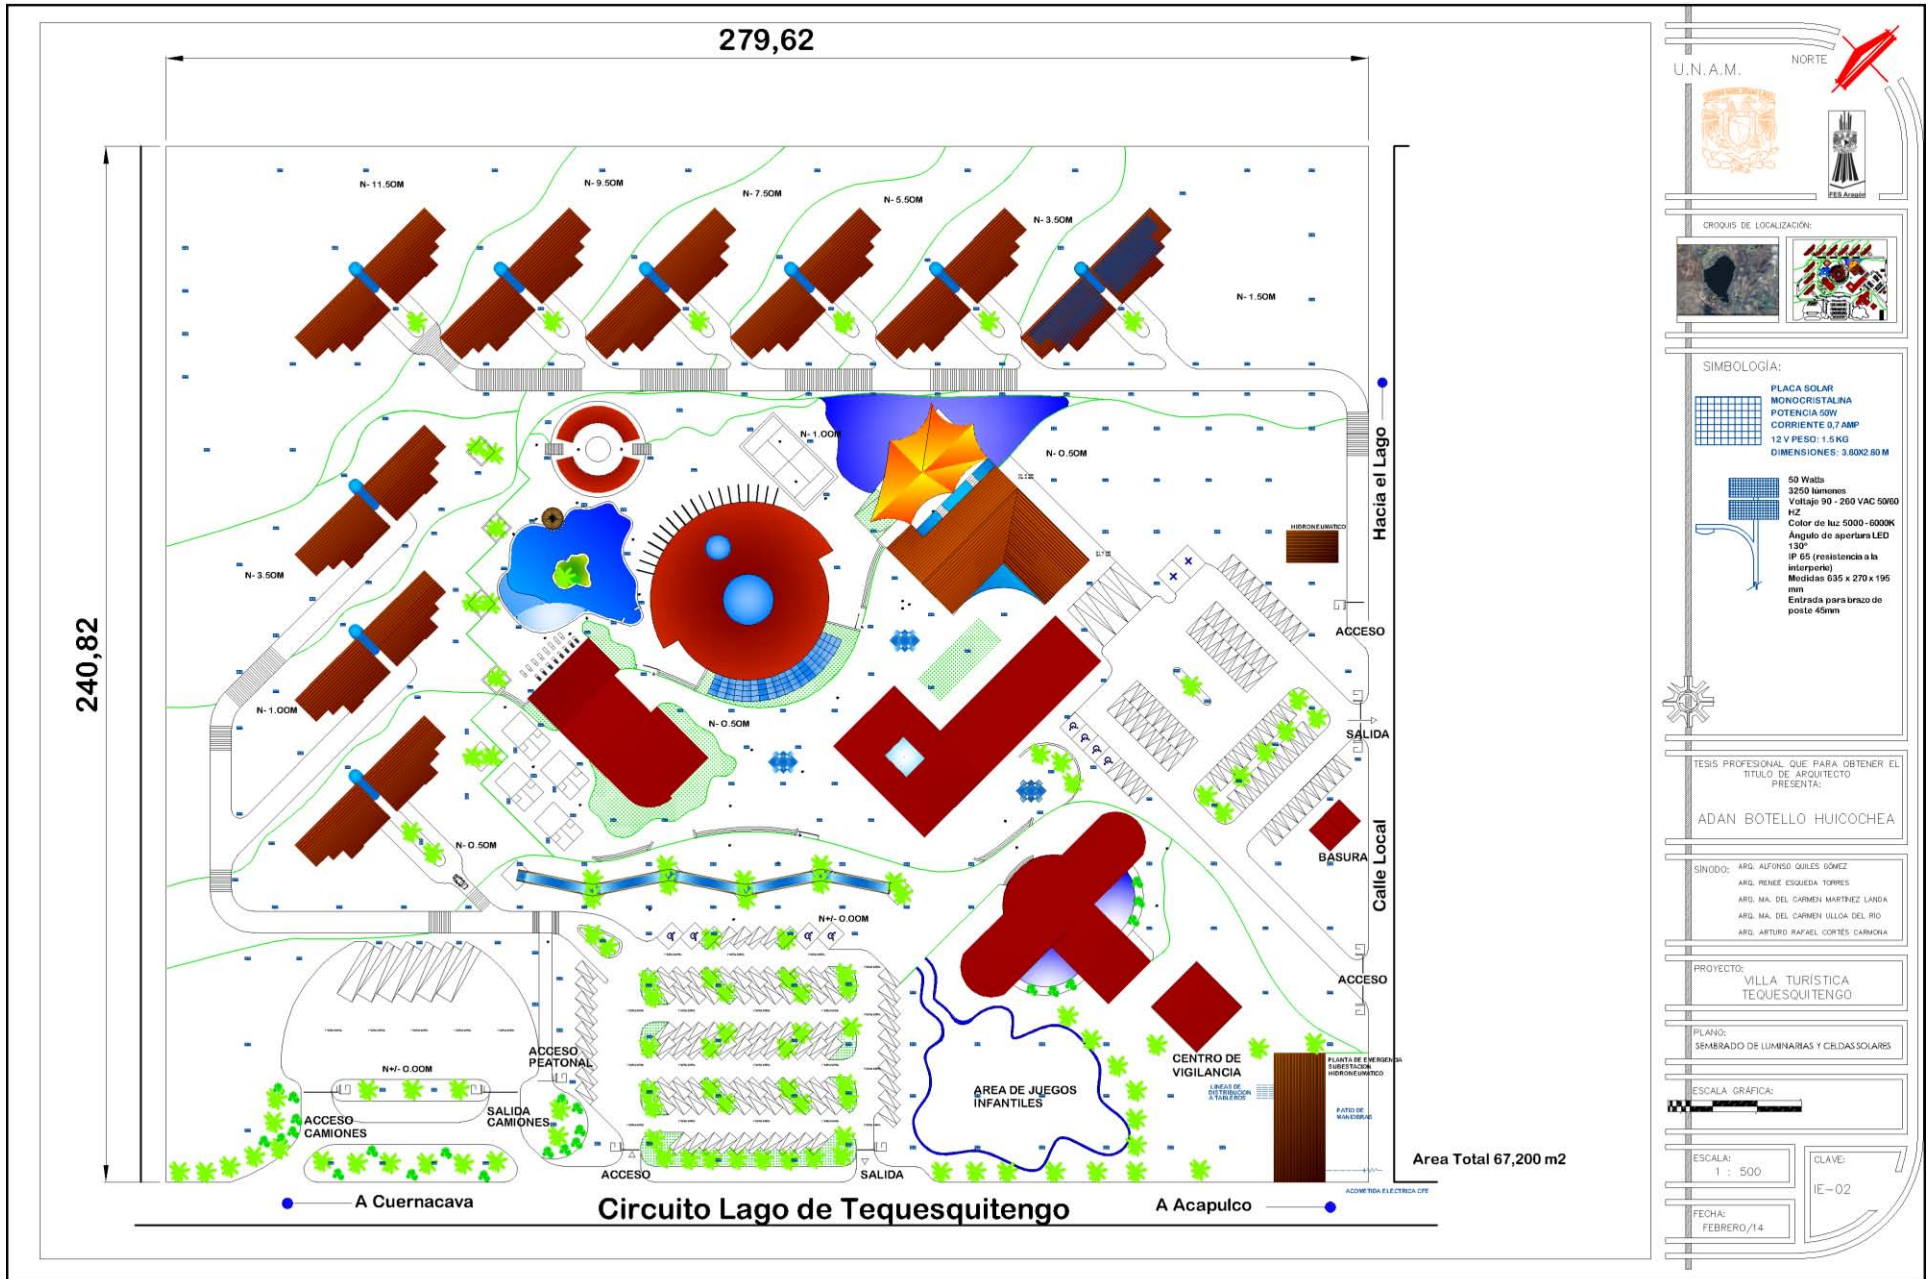 279,62
240,82
N- 11.50M
N- 9.50M
N- 7.50M
N- 5.50M
N- 3.50M
N- 1.50M
N- 1.00M
N- 0.50M
Hacia el Lago
HIDRONEUMATICO
ACCESO
N- 3.50M
N- 1.00M
N- 0.50M
SALIDA
BASURA
Calle Local
N- 0.50M
N+/- 0.00M
ACCESO
ACCESO
PEATONAL
N+/- 0.00M
CENTRO DE
VIGILANCIA
AREA DE JUEGOS
INFANTILES
LINEAS DE
DISTRIBUCION
A TABLEROS
PLANTA DE EMERGENCIA
SUBESTACION
HIDRONEUMÁTICO
PATIO DE
MANIOBRAS
ACCESO
CAMIONES
SALIDA
CAMIONES
ACCESO
SALIDA
Area Total 67,200 m2
ACOMETIDA ELECTRICA CFE
A Cuernacava
Circuito Lago de Tequesquitengo
A Acapulco
U.N.A.M.
NORTE
FES Aragón
CROQUIS DE LOCALIZACIÓN:
SIMBOLOGÍA:
PLACA SOLAR
MONOCRISTALINA
POTENCIA 50W
CORRIENTE 0,7 AMP
12 V PESO: 1.5 KG
DIMENSIONES: 3.80X2.80 M
50 Watts
3250 lúmenes
Voltaje 90 - 260 VAC 50/60
HZ
Color de luz 5000 - 6000K
Ángulo de apertura LED
130°
IP 65 (resistencia a la
interperie)
Medidas 635 x 270 x 195
mm
Entrada para brazo de
poste 45mm
TESIS PROFESIONAL QUE PARA OBTENER EL
TITULO DE ARQUITECTO
PRESENTA:
ADAN BOTELLO HUICOCHEA
SÍNODO:
ARQ. ALFONSO QUILES GÓMEZ
ARQ. RENEÉ ESQUEDA TORRES
ARQ. MA. DEL CARMEN MARTÍNEZ LANDA
ARQ. MA. DEL CARMEN ULLOA DEL RÍO
ARQ. ARTURO RAFAEL CORTÉS CARMONA
PROYECTO:
VILLA TURÍSTICA
TEQUESQUITENGO
PLANO:
SEMBRADO DE LUMINARIAS Y CELDAS SOLARES
ESCALA GRÁFICA:
ESCALA:
1 : 500
CLAVE:
IE-02
FECHA:
FEBRERO/14